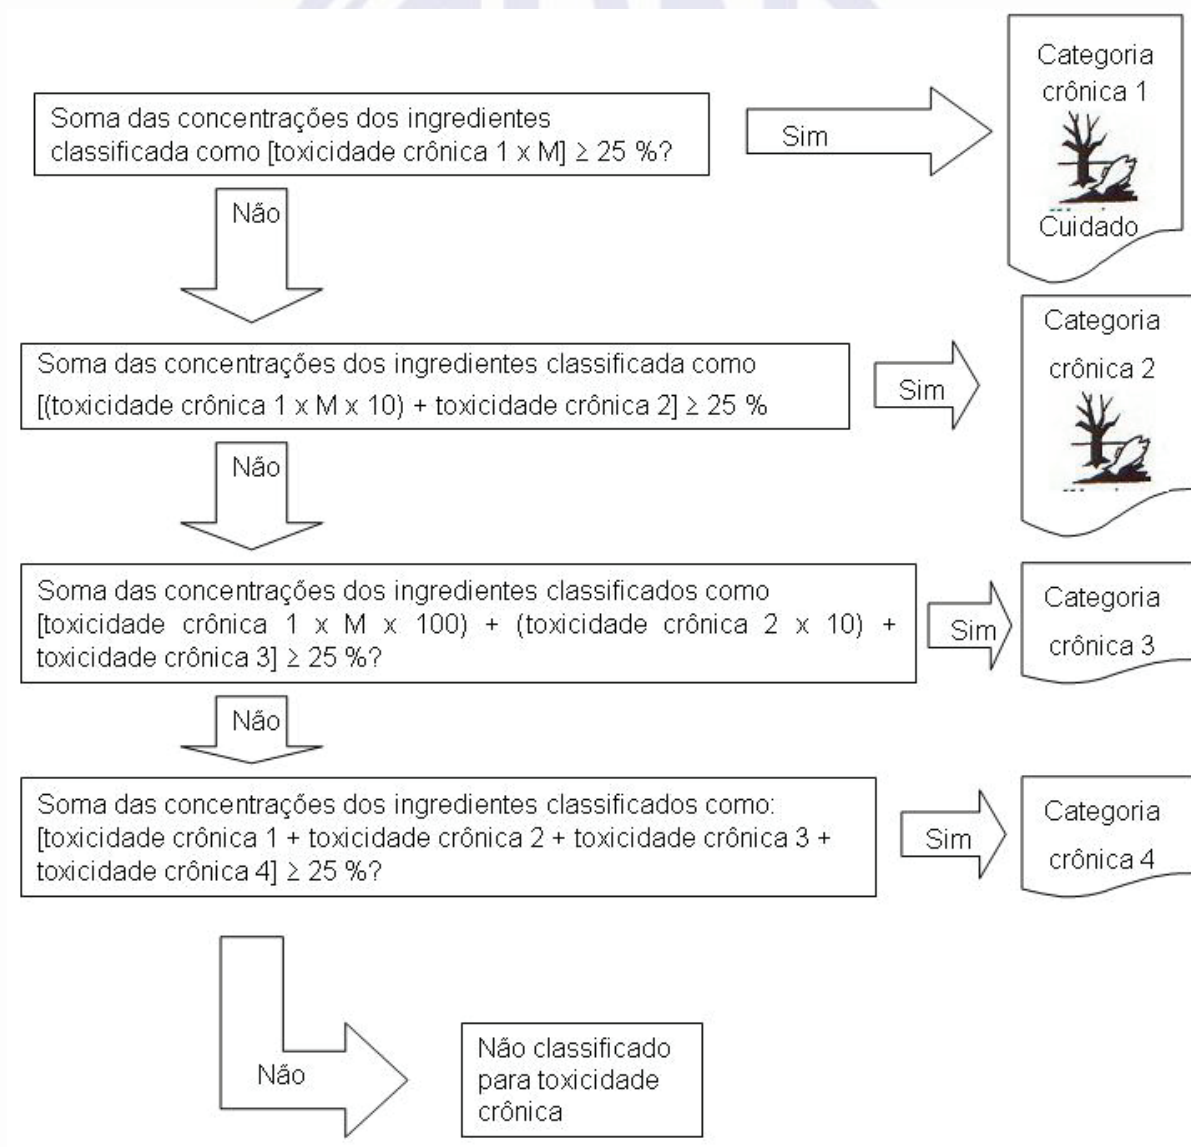 Categoria
crônica 1
Cuidado
Soma das concentrações dos ingredientes
classificada como [toxicidade crônica 1 x M] ≥ 25 %?
Sim
Não
Categoria
crônica 2
Soma das concentrações dos ingredientes classificada como
[(toxicidade crônica 1 x M x 10) + toxicidade crônica 2] ≥ 25 %
Sim
Não
Soma das concentrações dos ingredientes classificados como
[toxicidade crônica 1 x M x 100) + (toxicidade crônica 2 x 10) +
toxicidade crônica 3] ≥ 25 %?
Sim
Categoria
crônica 3
Não
Soma das concentrações dos ingredientes classificados como:
[toxicidade crônica 1 + toxicidade crônica 2 + toxicidade crônica 3 +
toxicidade crônica 4] ≥ 25 %?
Sim
Categoria
crônica 4
Não
Não classificado
para toxicidade
crônica